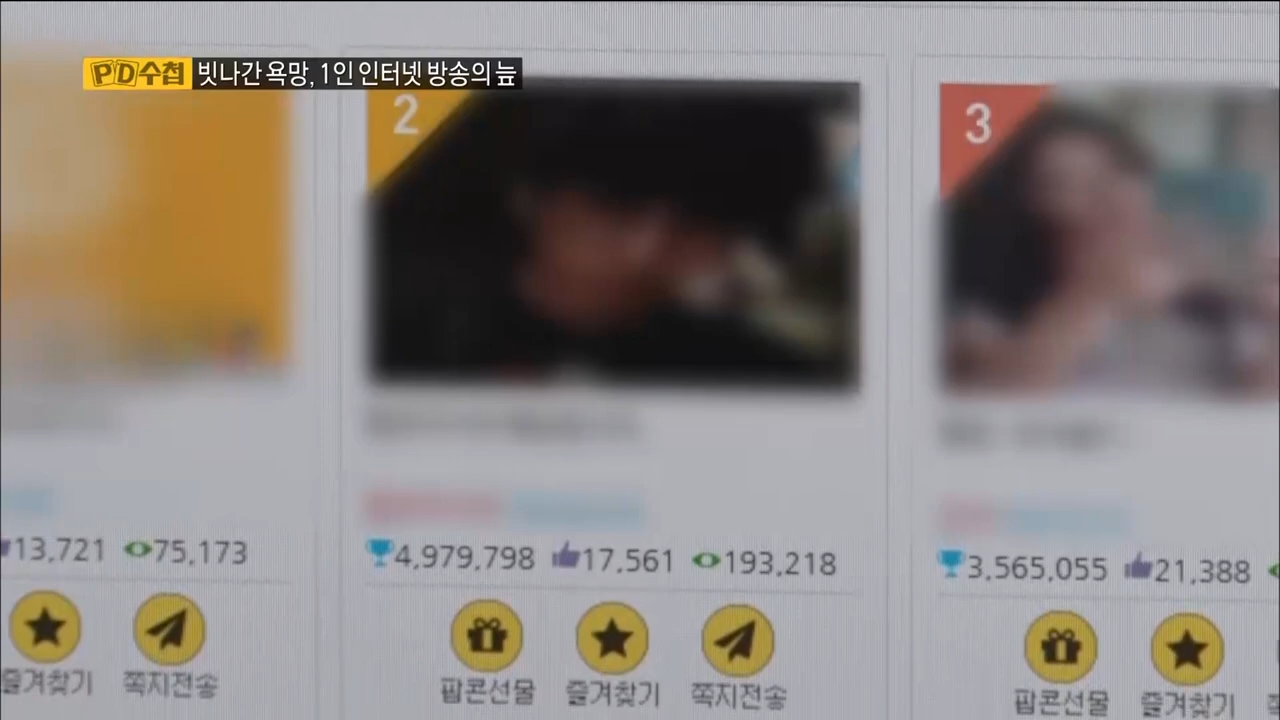 PD수첩 빗나간 욕망, 1인 인터넷 방송의 늪
2
3
13,721 75,173
4,979,798 17,561 193,218
3,565,055 21,388
즐겨찾기 쪽지전송
팝콘선물 즐겨찾기 쪽지전송
팝콘선물 즐겨찾기